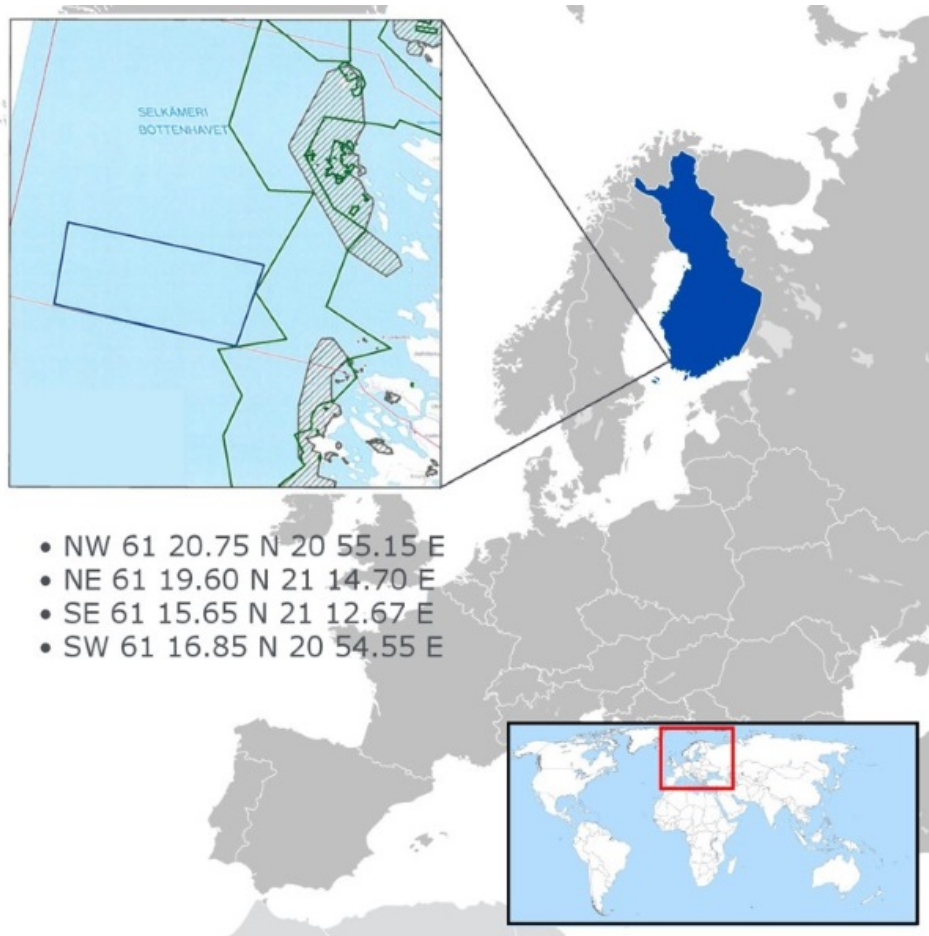 SELKÄMERI
BOTTENHAVET
• NW 61 20.75 N 20 55.15 E
• NE 61 19.60 N 21 14.70 E
• SE 61 15.65 N 21 12.67 E
• SW 61 16.85 N 20 54.55 E